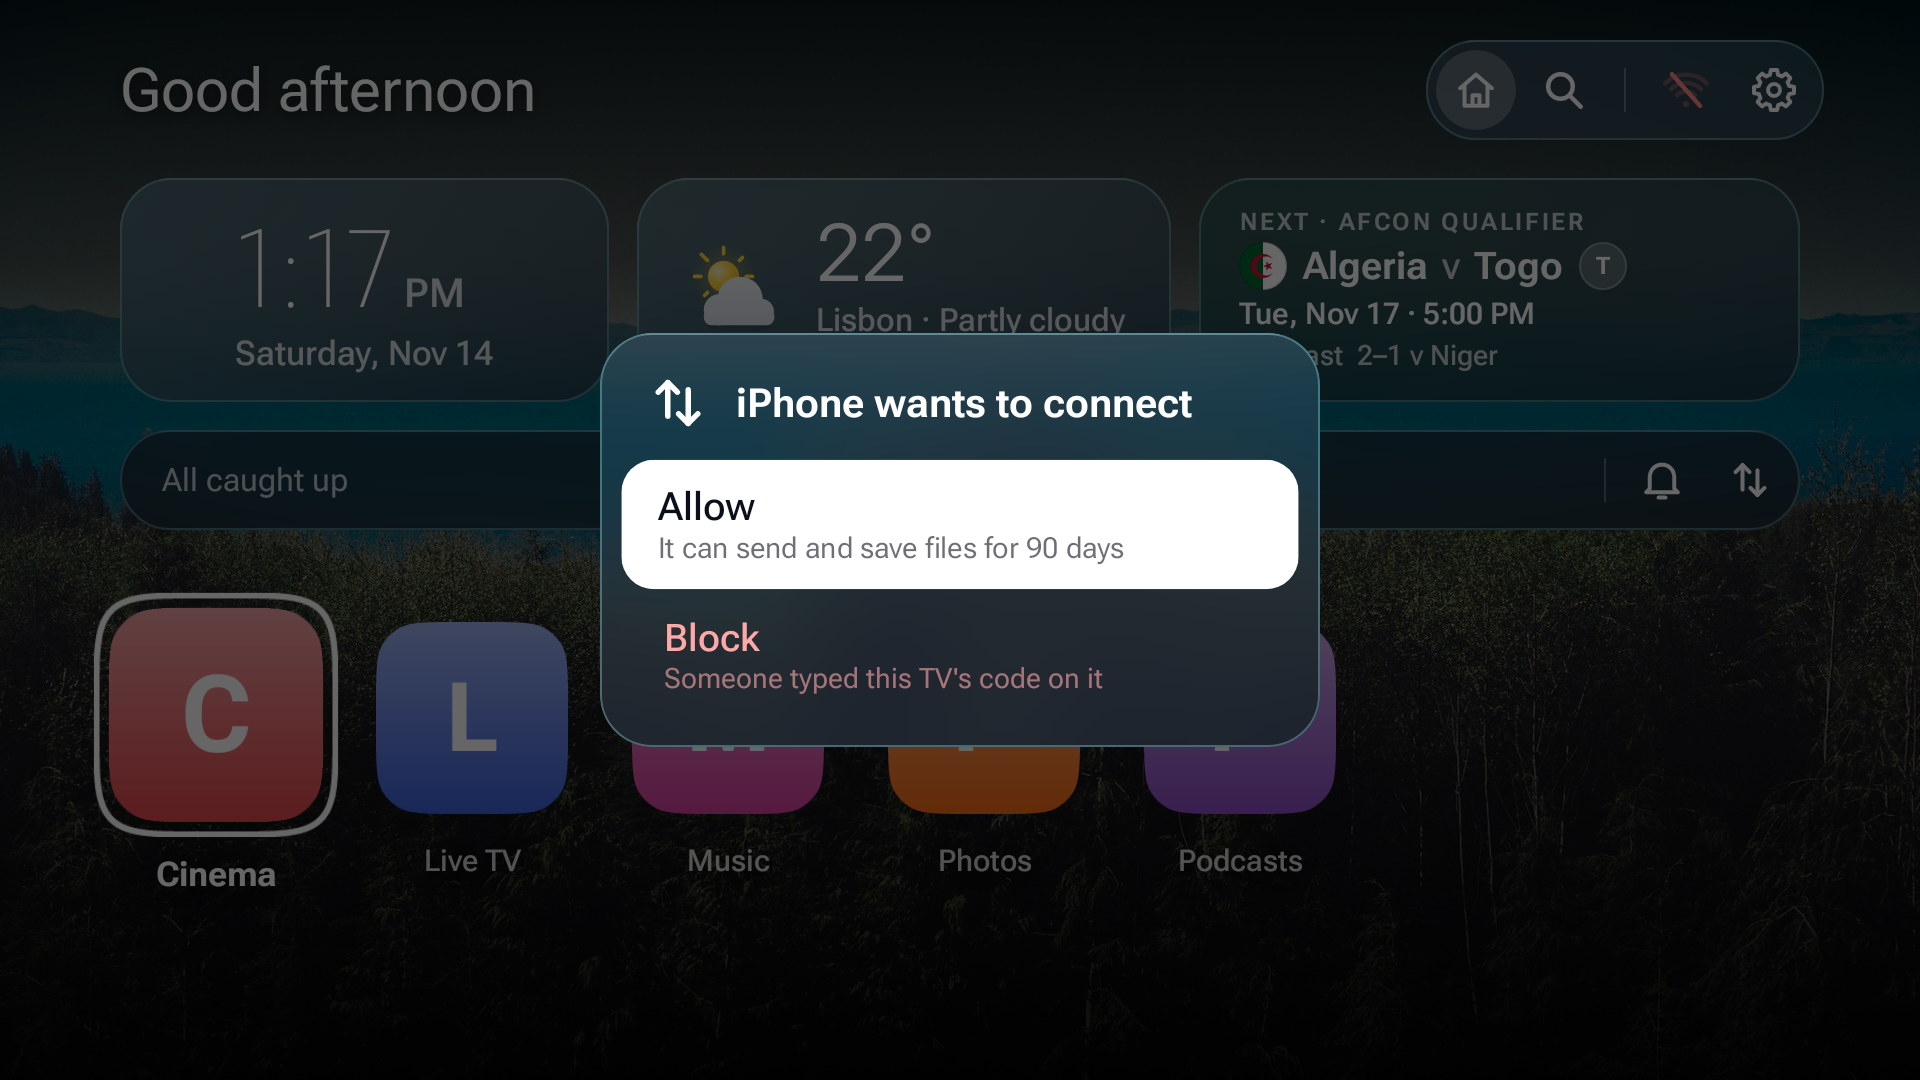 Good afternoon
1:17 PM
Saturday, Nov 14
22°
Lisbon · Partly cloudy
NEXT · AFCON QUALIFIER
Algeria v Togo T
Tue, Nov 17 · 5:00 PM
2–1 v Niger
iPhone wants to connect
All caught up
Allow
It can send and save files for 90 days
Block
Someone typed this TV's code on it
C
L
Cinema
Live TV
Music
Photos
Podcasts